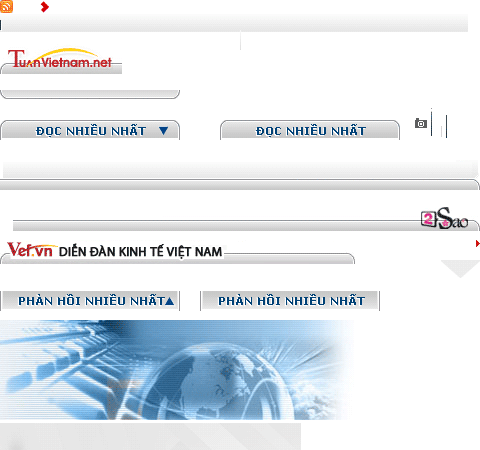 TuanVietnam.net
ĐỌC NHIỀU NHẤT ĐỌC NHIỀU NHẤT
2Sao
Vef.vn DIỄN ĐÀN KINH TẾ VIỆT NAM
PHẢN HỒI NHIỀU NHẤT PHẢN HỒI NHIỀU NHẤT